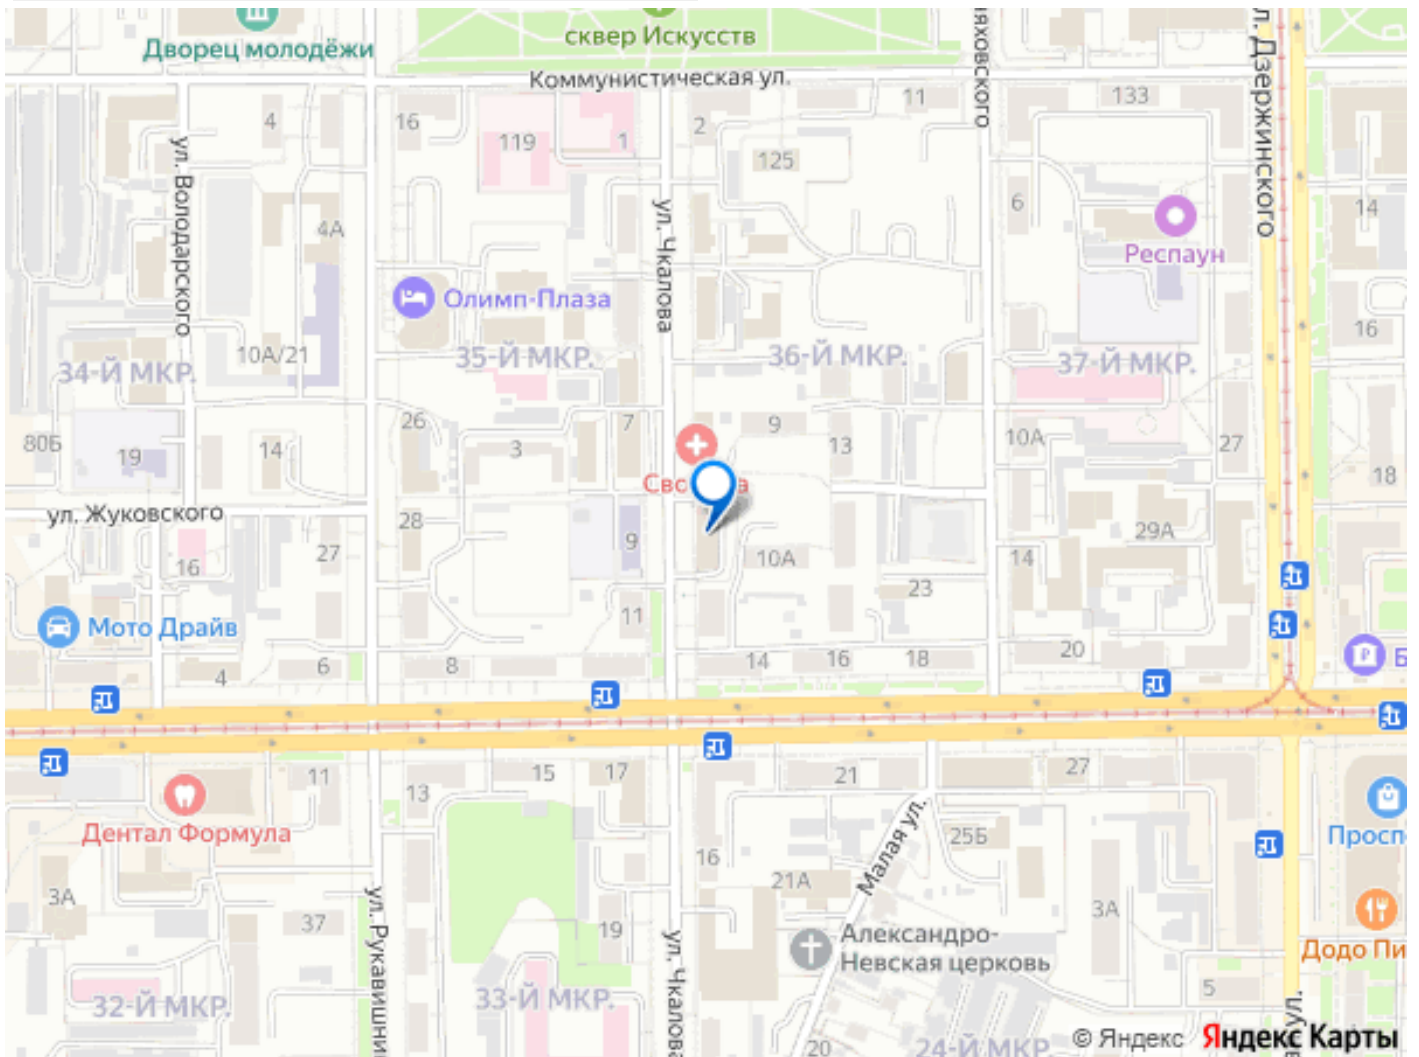 Дворец молодёжи
сквер Искусств
Коммунистическая ул.
няховского
л. Дзержинского
4
16
119
1
2
11
133
125
ул. Володарского
ул. Чкалова
6
14
4А
Респаун
Олимп-Плаза
10А/21
34-Й МКР.
35-Й МКР.
36-Й МКР.
37-Й МКР.
16
26
7
9
13
10А
27
80Б
19
14
3
18
Сво
а
ул. Жуковского
28
9
27
16
10А
14
29А
23
11
Мото Драйв
4
6
8
14
16
18
20
Б
11
13
15
17
21
27
Дентал Формула
Просп
Малая ул.
25Б
16
21А
3А
3А
37
19
ул. Рукавишни
ул. Чкалова
Александро-
Невская церковь
Додо Пи
32-Й МКР.
33-Й МКР.
5
20
24-Й МКР
ул.
© Яндекс Яндекс Карты